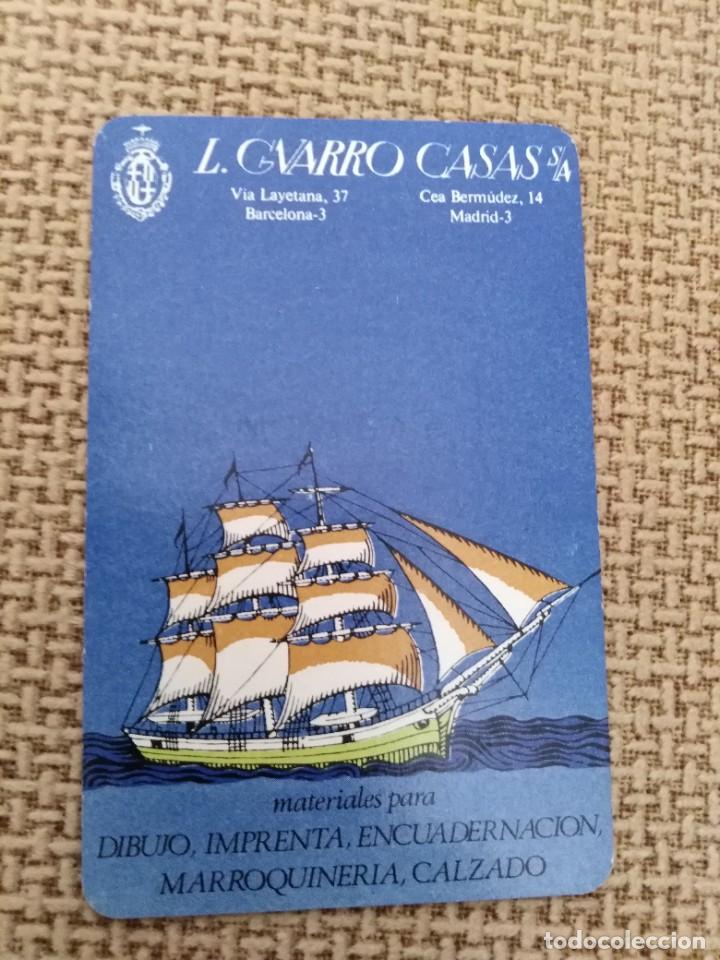 L. GVARRO CASAS S/A
Vía Layetana, 37
Barcelona-3
Cea Bermúdez, 14
Madrid-3
materiales para
DIBUJO, IMPRENTA, ENCUADERNACION,
MARROQUINERIA, CALZADO
todocoleccion